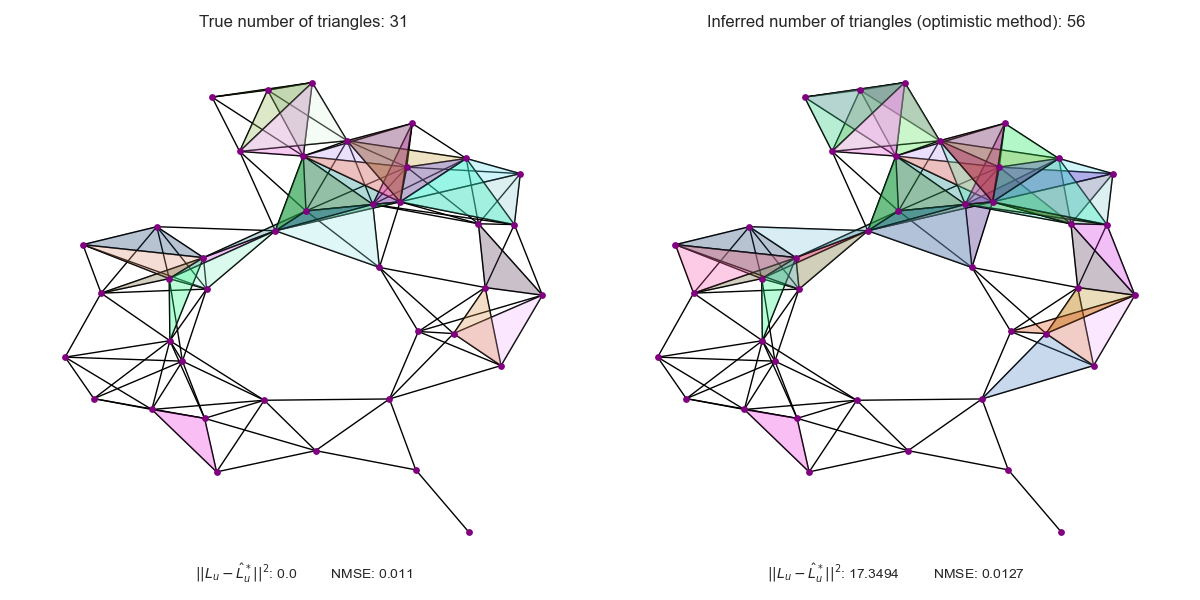 True number of triangles: 31
Inferred number of triangles (optimistic method): 56
$||L_u - \hat{L}_u^*||^2$: 0.0 NMSE: 0.011
$||L_u - \hat{L}_u^*||^2$: 17.3494 NMSE: 0.0127